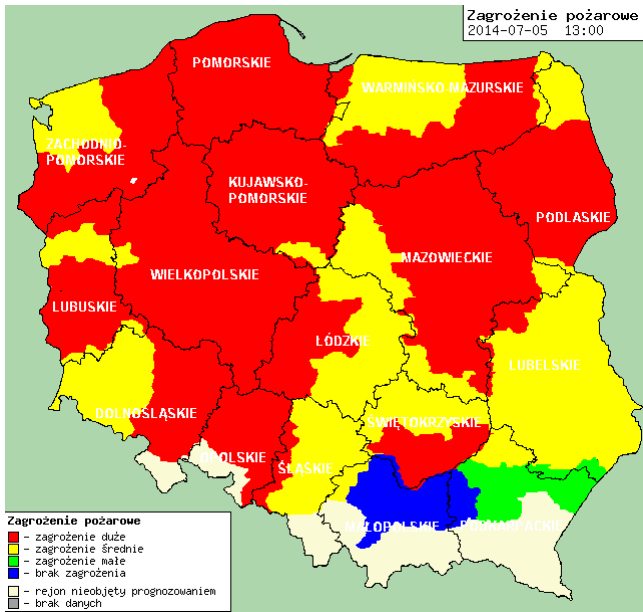 Zagrożenie pożarowe
2014-07-05 13:00
POMORSKIE
WARMIŃSKO-MAZURSKIE
ZACHODNIO-
POMORSKIE
KUJAWSKO-
POMORSKIE
PODLASKIE
MAZOWIECKIE
WIELKOPOLSKIE
LUBUSKIE
ŁÓDZKIE
LUBELSKIE
DOLNOŚLĄSKIE
ŚWIĘTOKRZYSKIE
OPOLSKIE
ŚLĄSKIE
MAŁOPOLSKIE
PODKARPACKIE
Zagrożenie pożarowe
– zagrożenie duże
– zagrożenie średnie
– zagrożenie małe
– brak zagrożenia
– rejon nieobjęty prognozowaniem
– brak danych